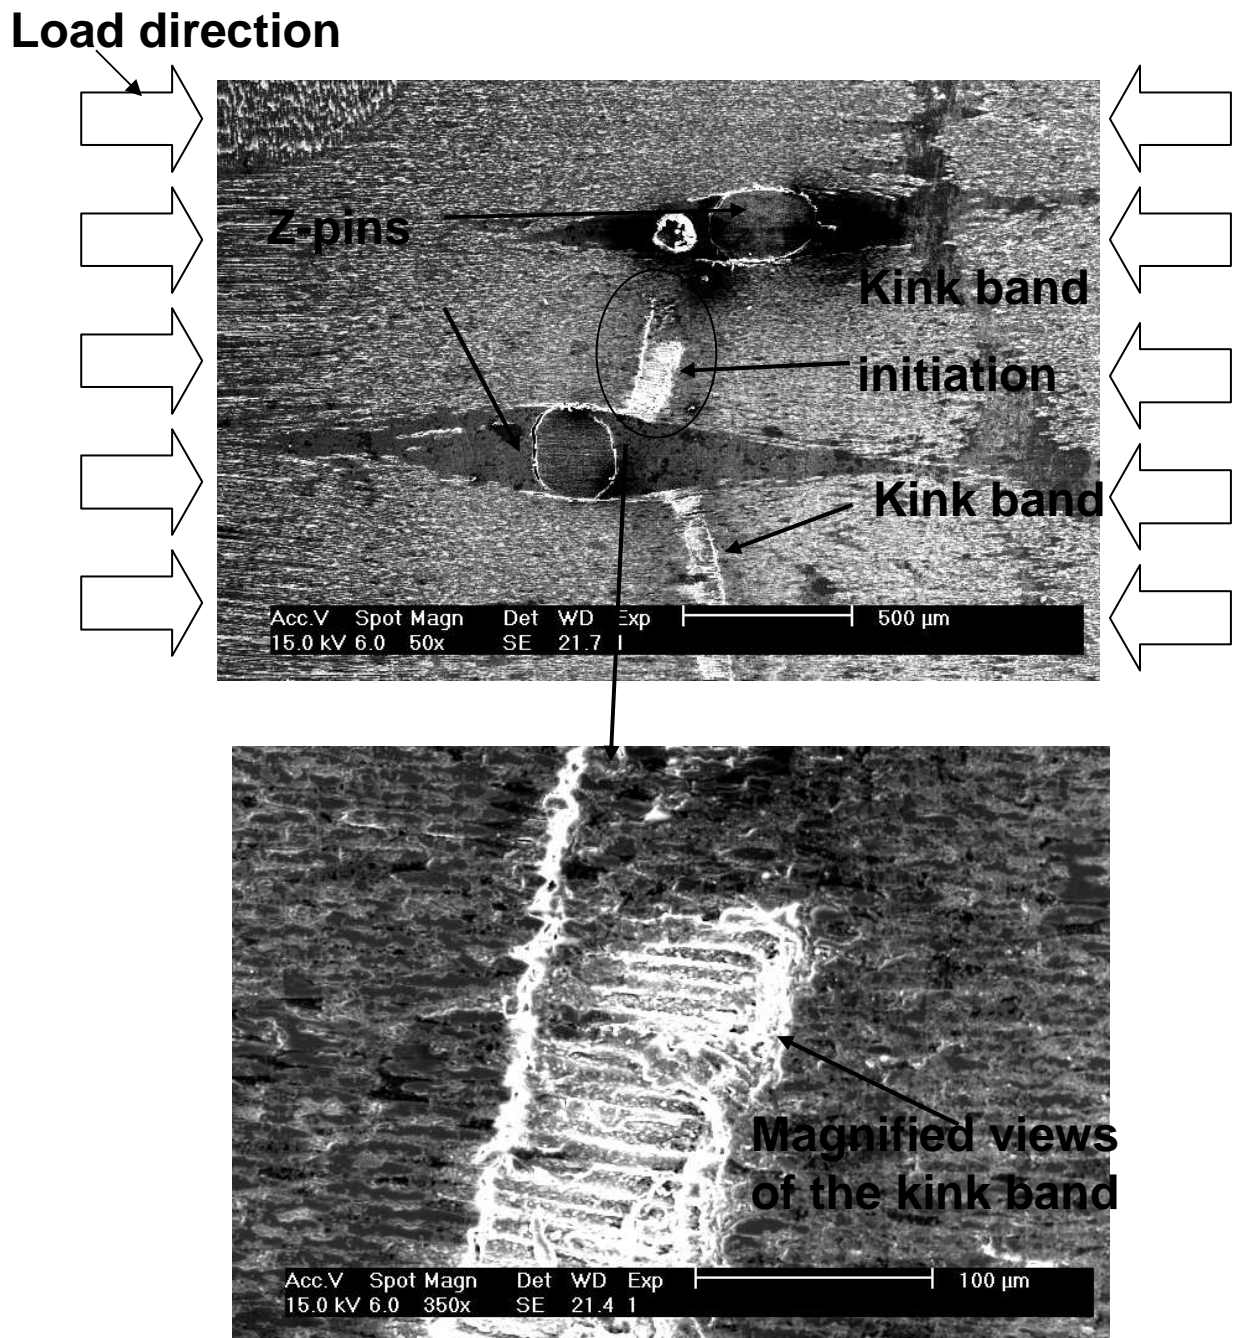 Load direction
Z-pins
Kink band
initiation
Kink band
Acc.V Spot Magn Det WD Exp 500 µm
15.0 kV 6.0 50x SE 21.7 1
Magnified views
of the kink band
Acc.V Spot Magn Det WD Exp 100 µm
15.0 kV 6.0 350x SE 21.4 1